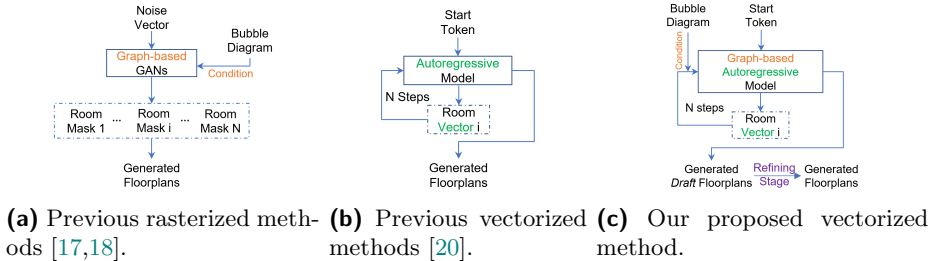 Noise
Vector
Bubble
Diagram
Graph-based
GANs
Condition
Room
Mask 1
...
Room
Mask i
...
Room
Mask N
Generated
Floorplans
(a) Previous rasterized meth-
ods [17,18].
Start
Token
Autoregressive
Model
N Steps
Room
Vector i
Generated
Floorplans
(b) Previous vectorized
methods [20].
Bubble
Diagram
Start
Token
Condition
Graph-based
Autoregressive
Model
N steps
Room
Vector i
Generated
Draft Floorplans
Refining
Stage
Generated
Floorplans
(c) Our proposed vectorized
method.